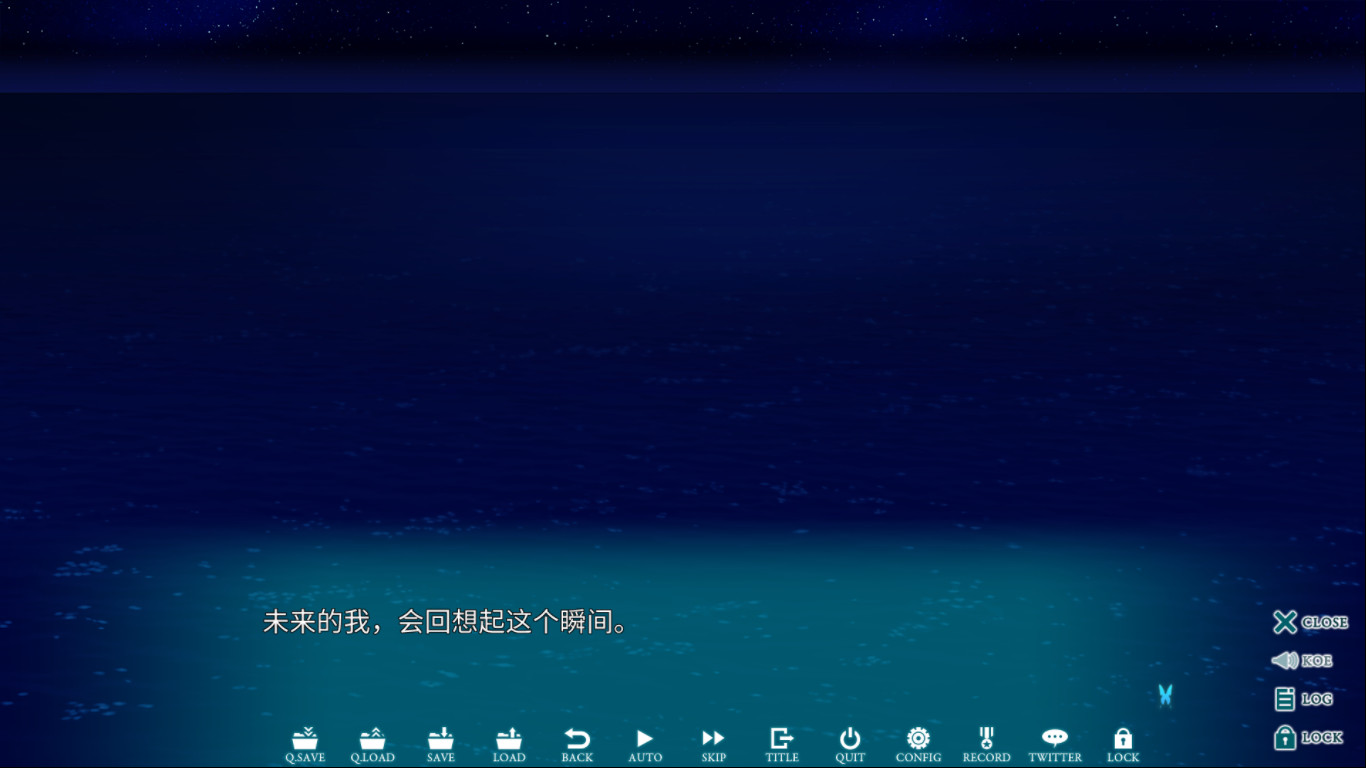 未来的我，会回想起这个瞬间。
CLOSE
KOE
LOG
LOCK
Q.SAVE Q.LOAD SAVE LOAD BACK AUTO SKIP TITLE QUIT CONFIG RECORD TWITTER LOCK